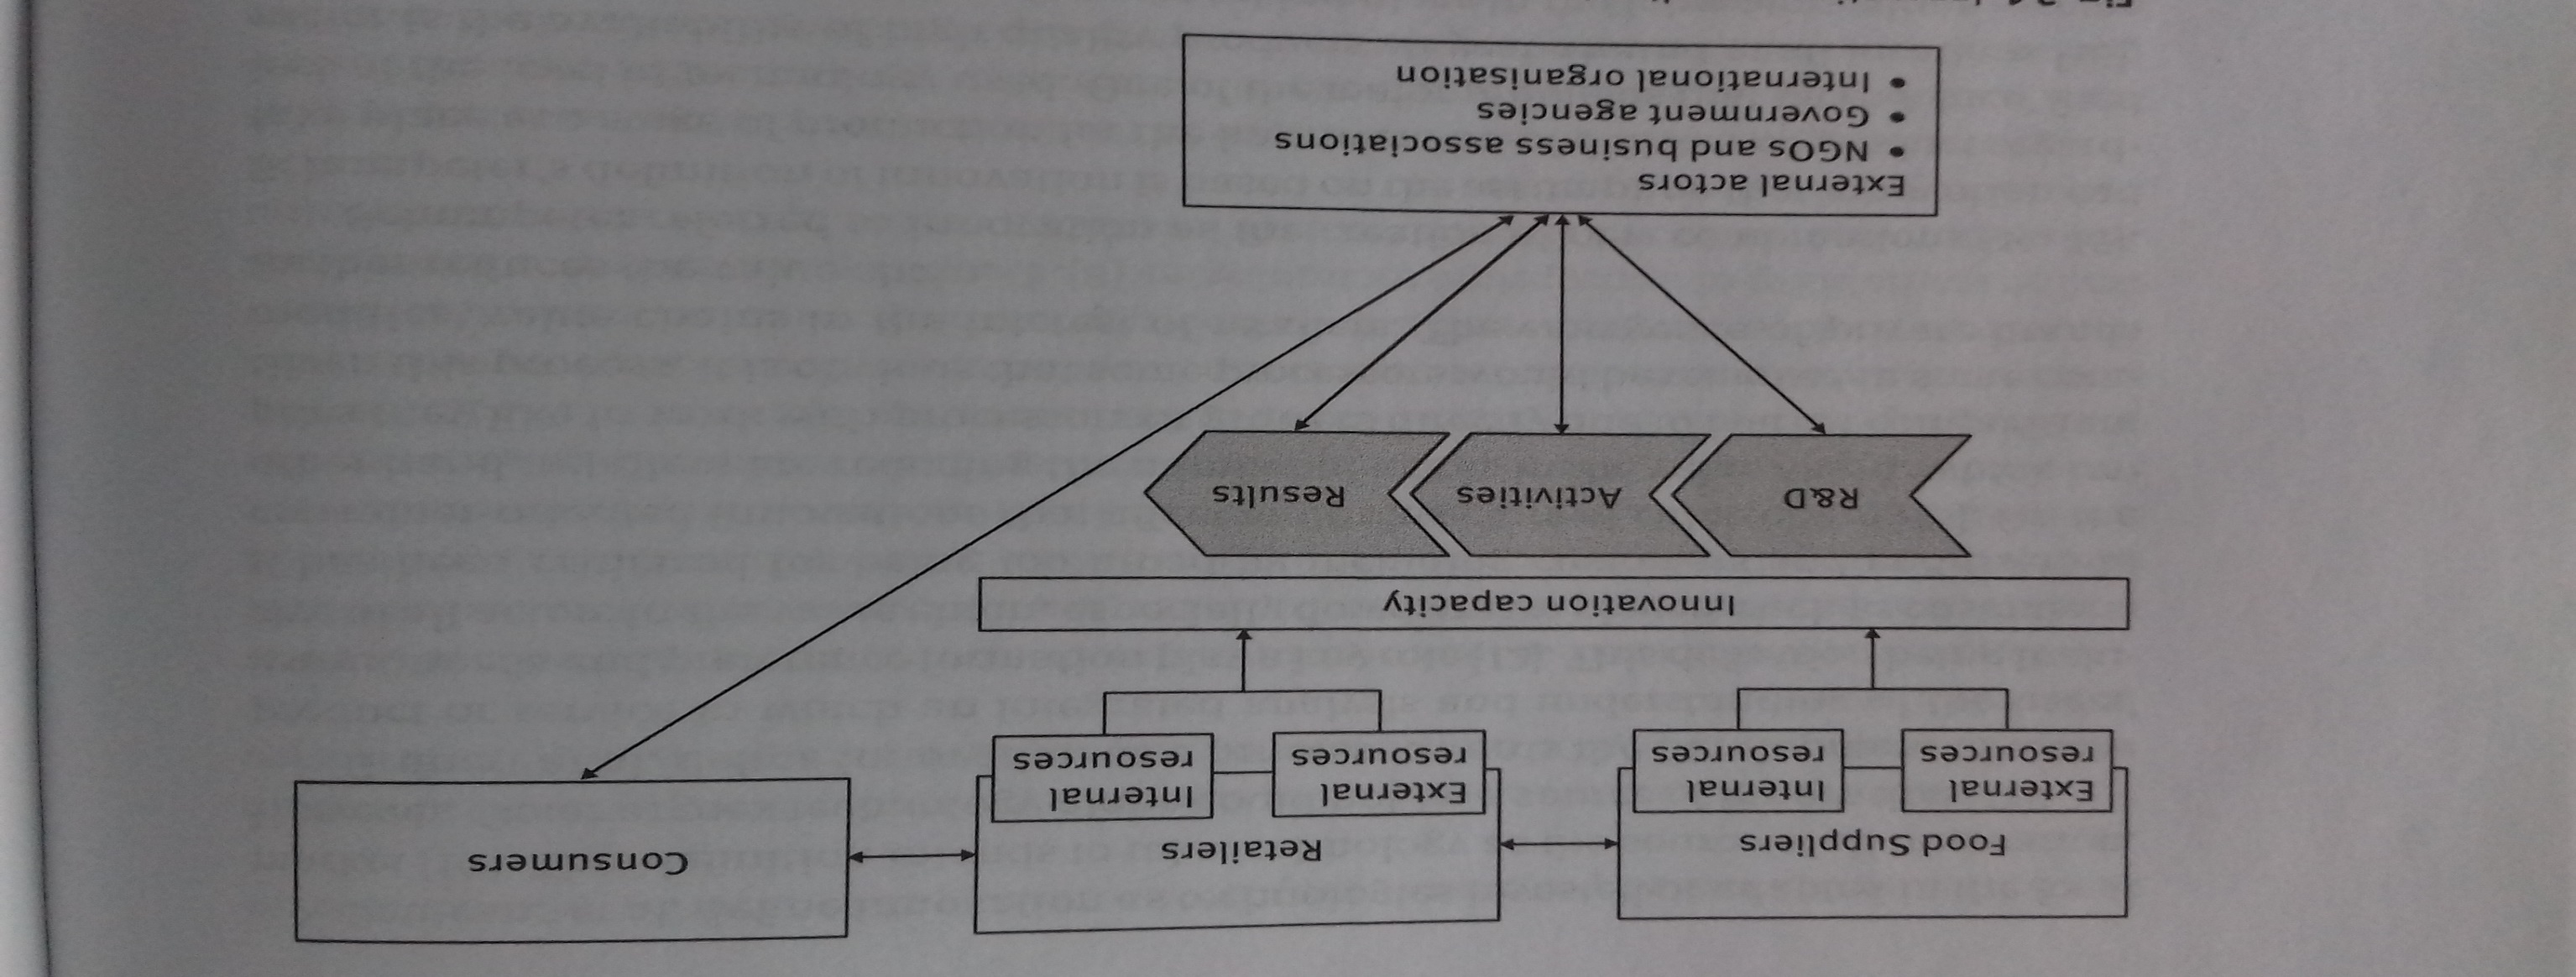 Food Suppliers
External
resources
Internal
resources
Retailers
External
resources
Internal
resources
Consumers
Innovation capacity
R&D
Activities
Results
External actors
• NGOs and business associations
• Government agencies
• International organisation